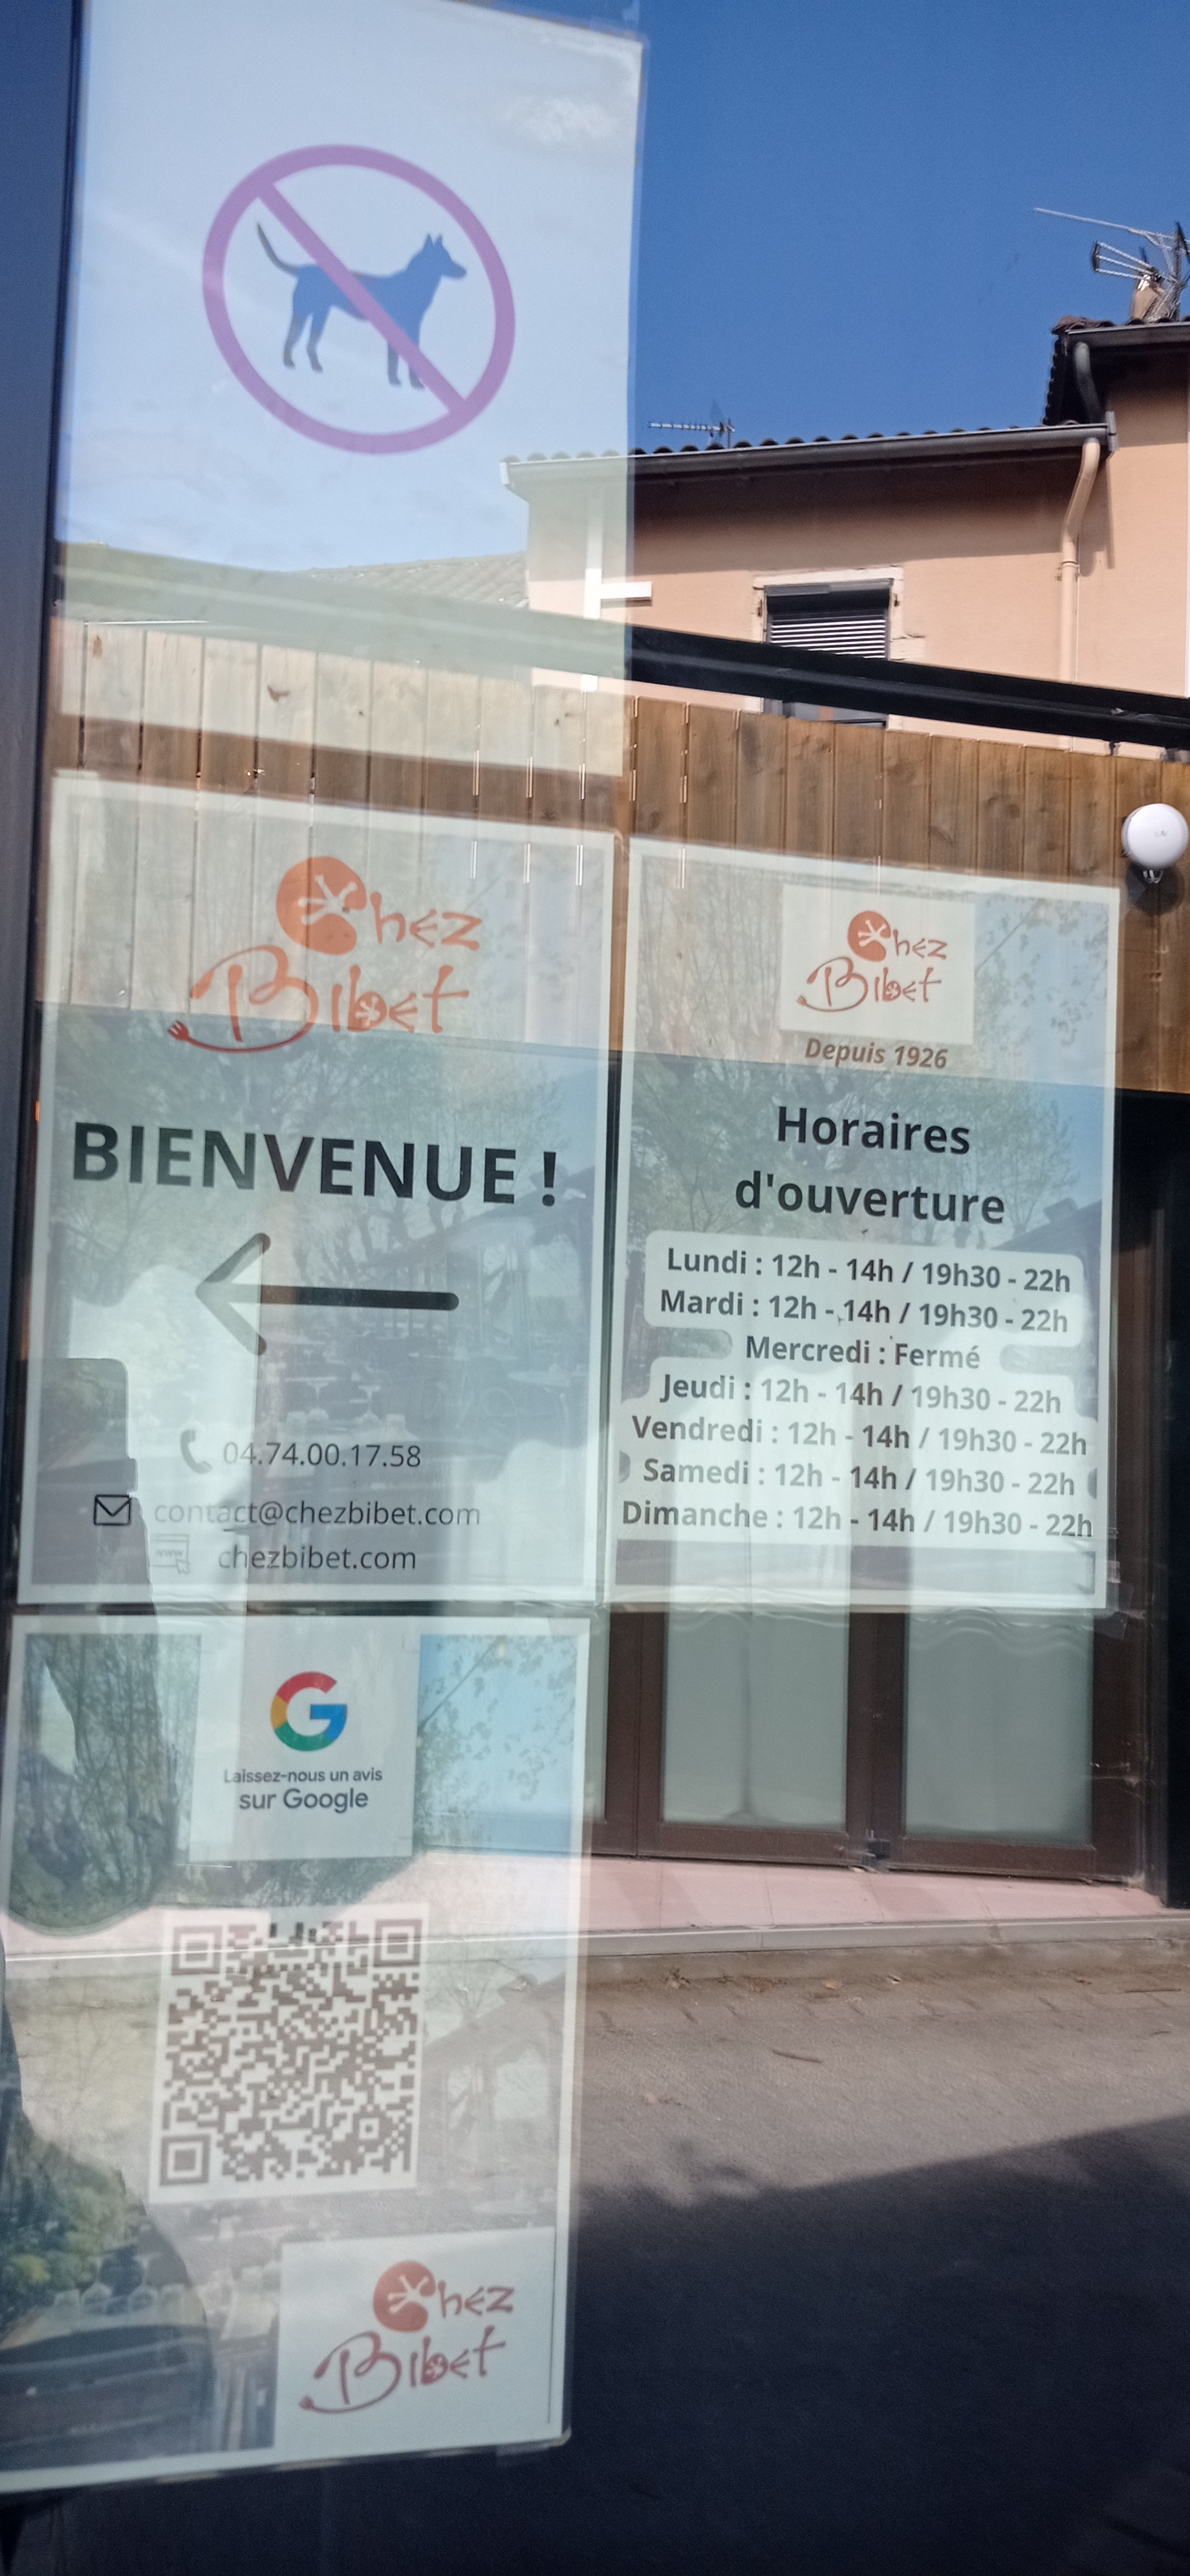 Chez
Bibet
BIENVENUE !
04.74.00.17.58
contact@chezbibet.com
www
chezbibet.com
Chez
Bibet
Depuis 1926
Horaires
d'ouverture
Lundi : 12h - 14h / 19h30 - 22h
Mardi : 12h - 14h / 19h30 - 22h
Mercredi : Fermé
Jeudi : 12h - 14h / 19h30 - 22h
Vendredi : 12h - 14h / 19h30 - 22h
Samedi : 12h - 14h / 19h30 - 22h
Dimanche : 12h - 14h / 19h30 - 22h
G
Laissez-nous un avis
sur Google
Chez
Bibet